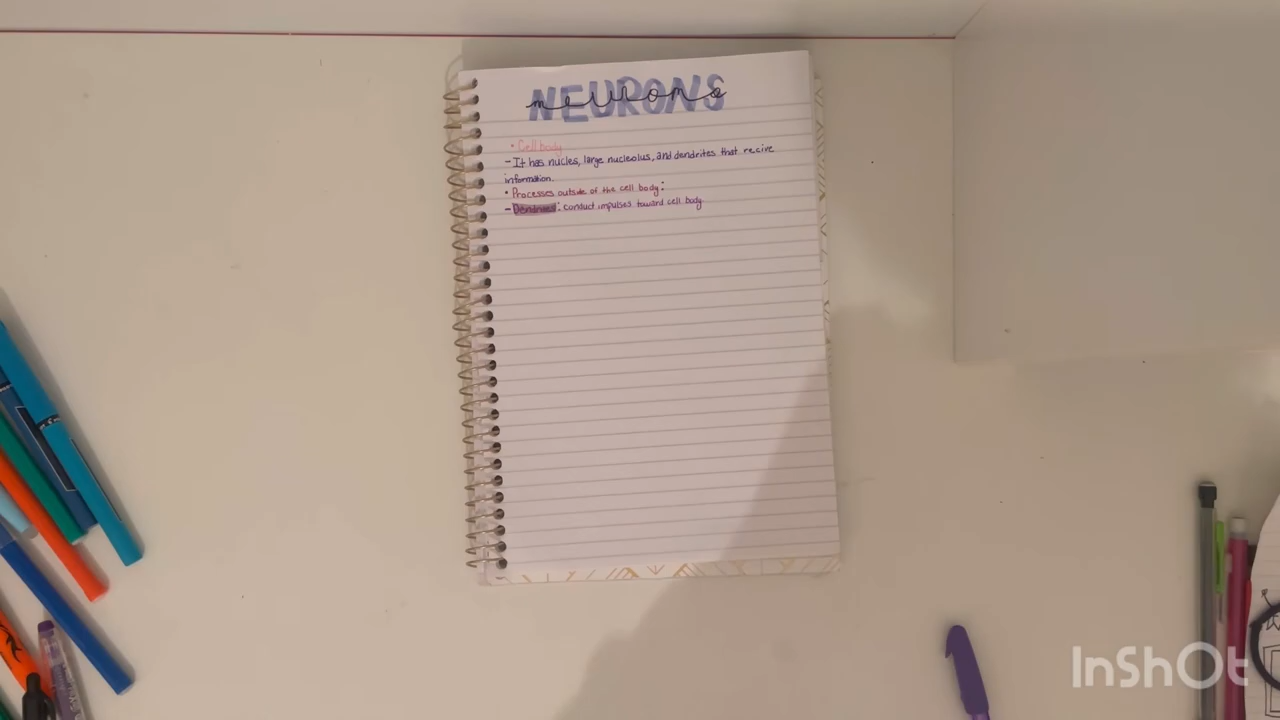 NEURONS
neurons
• Cell body
- It has nucles, large nucleolus, and dendrites that recive
information.
• Processes outside of the cell body:
- Dendrites: conduct impulses toward cell body
InShOt